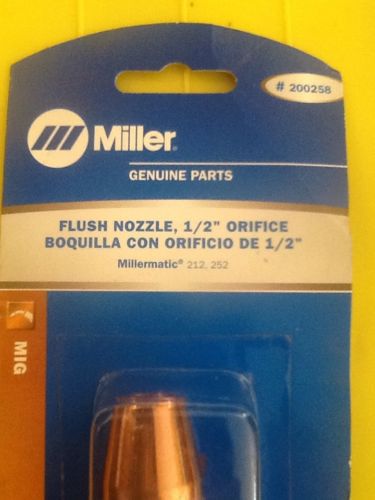 # 200258
Miller®
GENUINE PARTS
FLUSH NOZZLE, 1/2" ORIFICE
BOQUILLA CON ORIFICIO DE 1/2"
Millermatic® 212, 252
MIG